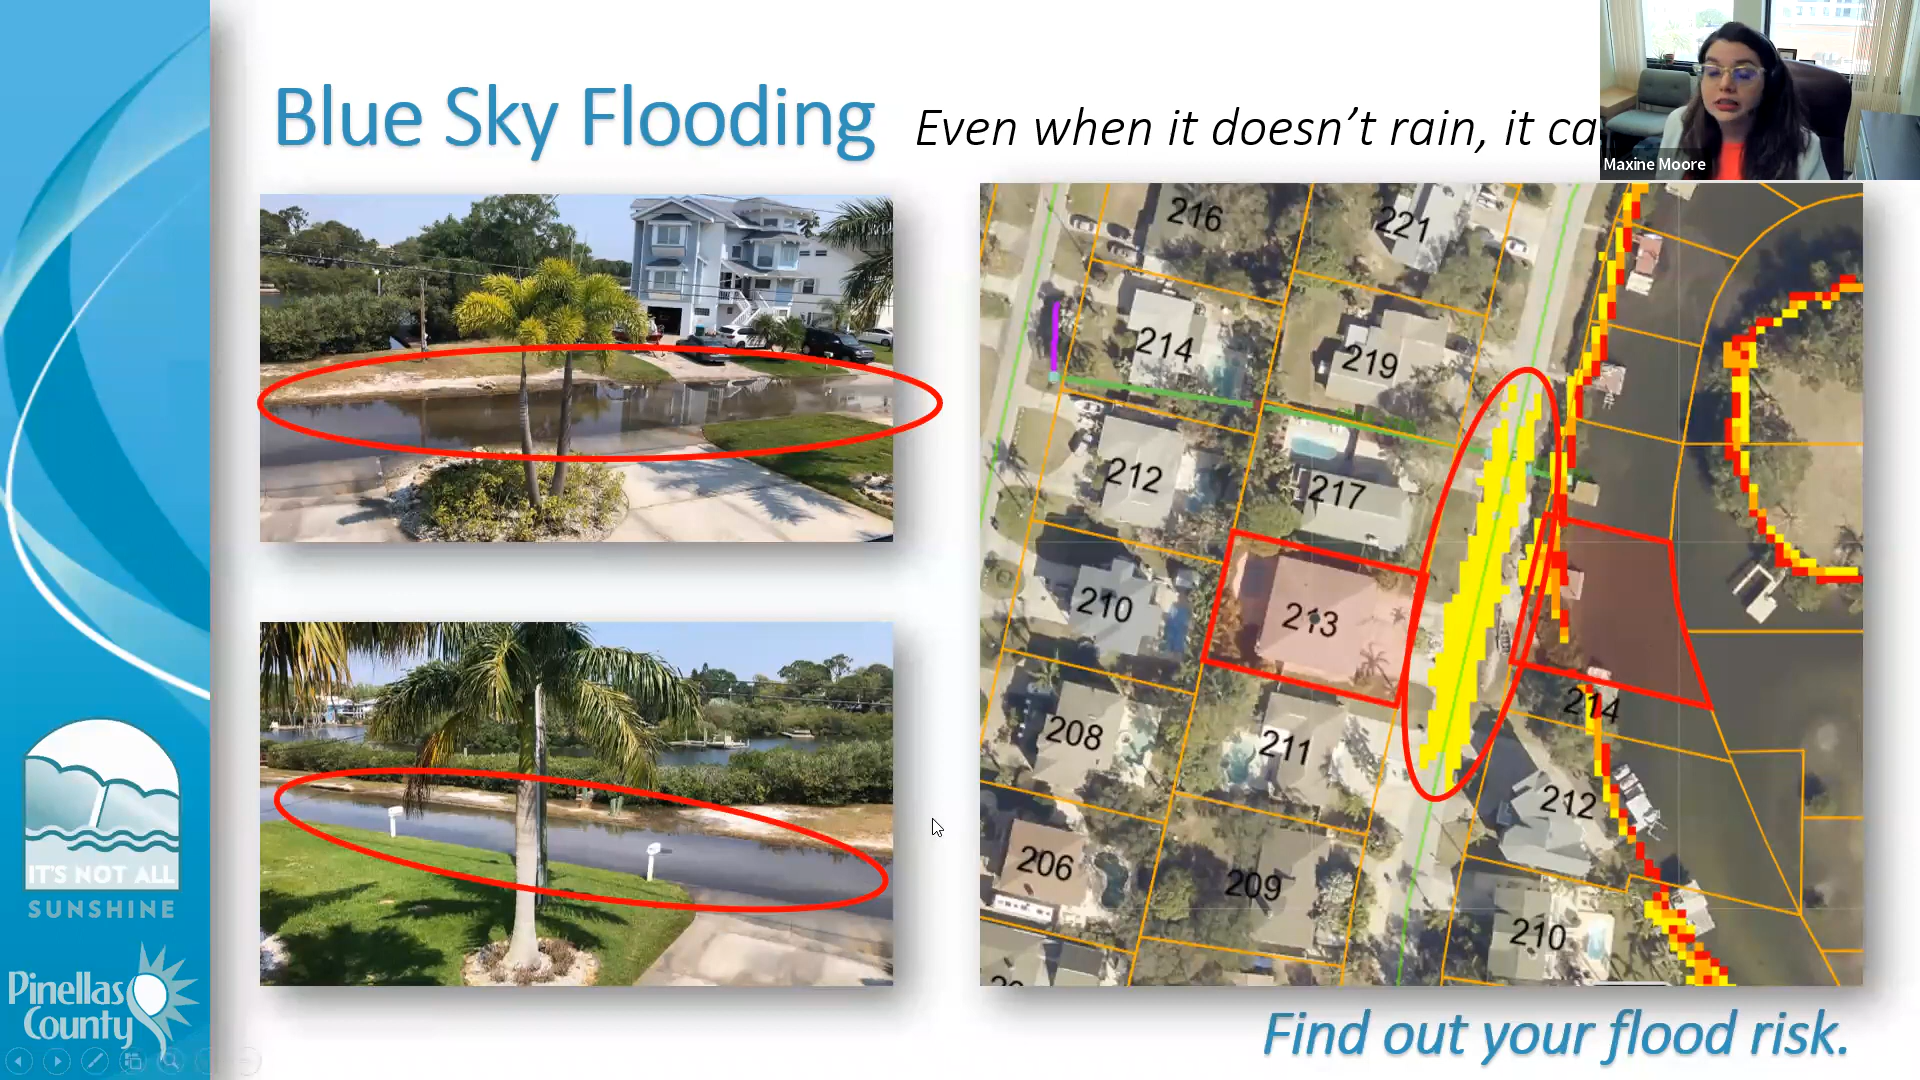 Blue Sky Flooding
Even when it doesn't rain, it ca
Maxine Moore
216
221
214
219
212
217
210
213
214
208
211
212
206
209
210
IT'S NOT ALL
SUNSHINE
Pinellas
County
Find out your flood risk.